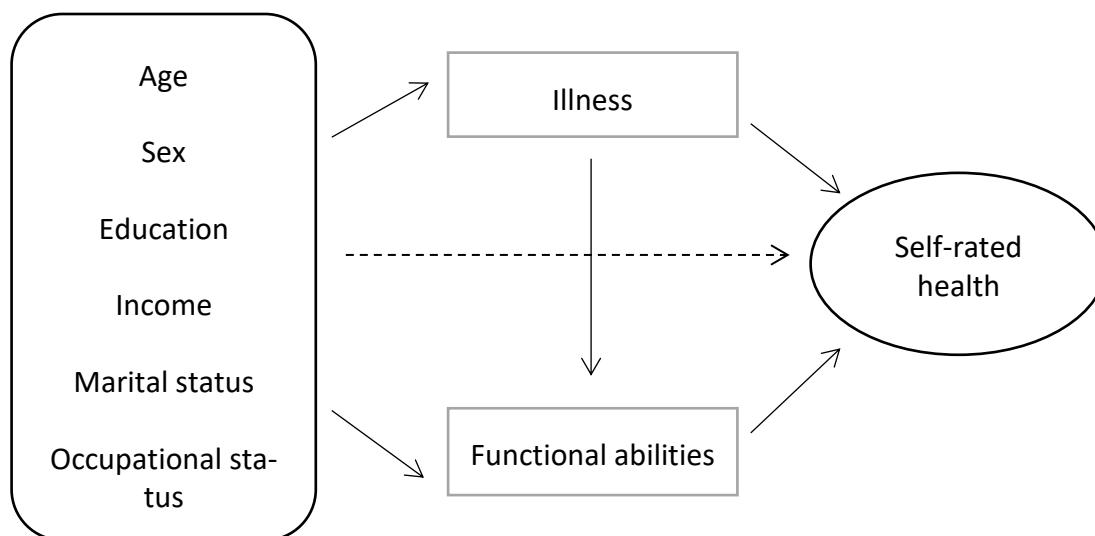 Age
Sex
Education
Income
Marital status
Occupational sta-
tus
Illness
Functional abilities
Self-rated
health